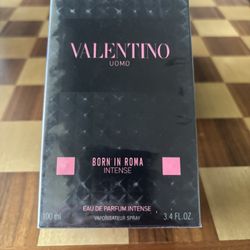 VALENTINO
UOMO
BORN IN ROMA
INTENSE
EAU DE PARFUM INTENSE
100 ml VAPORISATEUR SPRAY 3.4 FL.OZ.